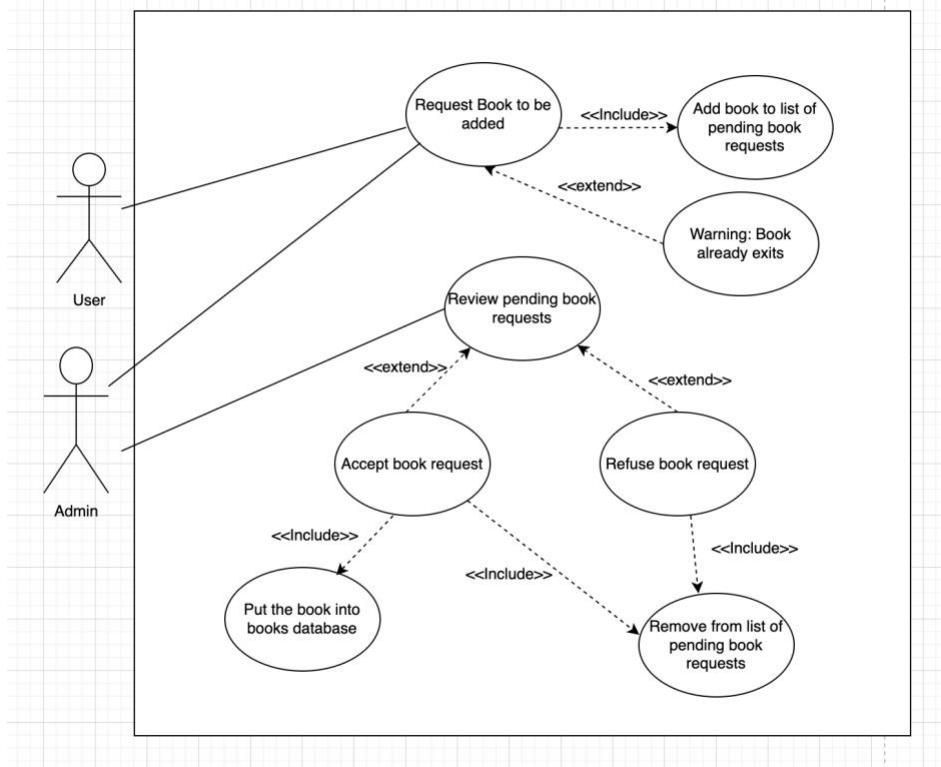 Request Book to be
added
<<Include>>
Add book to list of
pending book
requests
<<extend>>
Warning: Book
already exits
User
Review pending book
requests
<<extend>>
<<extend>>
Admin
Accept book request
Refuse book request
<<Include>>
<<Include>>
<<Include>>
Put the book into
books database
Remove from list of
pending book
requests